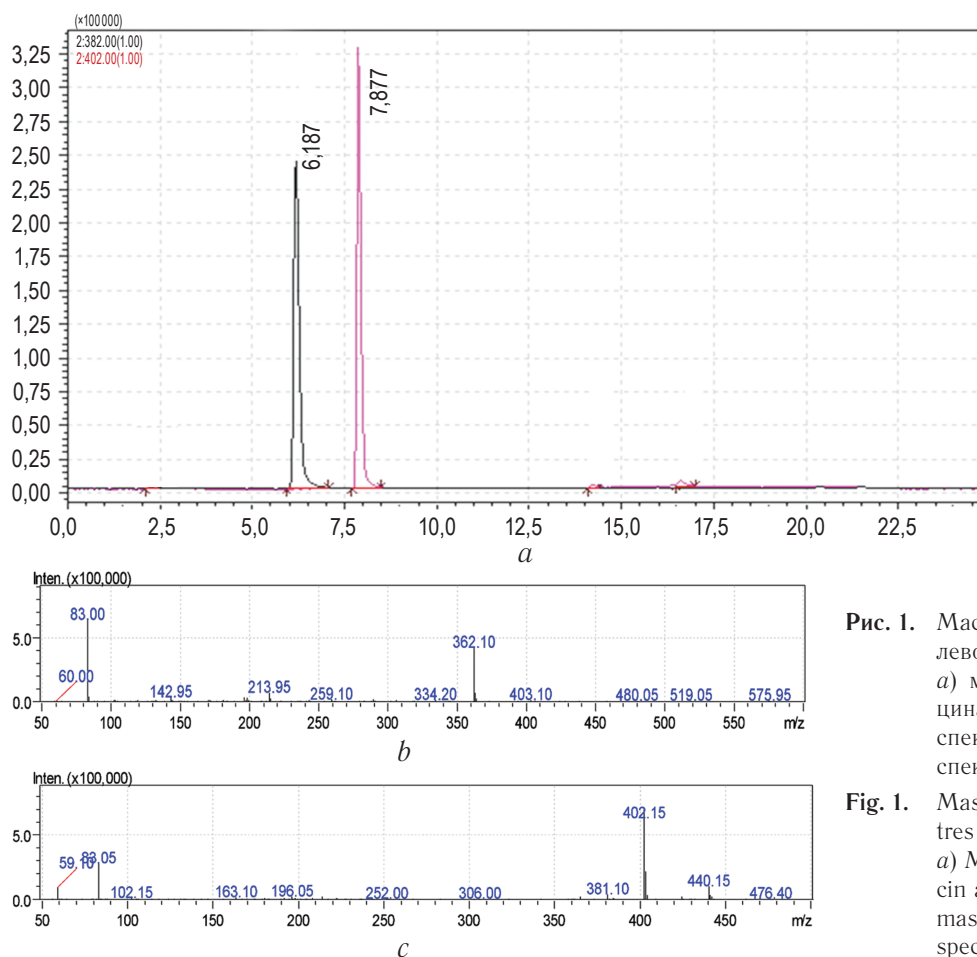 (×100 000)
2:382.00(1.00)
2:402.00(1.00)
3,25
3,00
2,75
2,50
2,25
2,00
1,75
1,50
1,25
1,00
0,75
0,50
0,25
0,00
6,187
7,877
0,0 2,5 5,0 7,5 10,0 12,5 15,0 17,5 20,0 22,5
a
Inten. (x100,000)
83.00
362.10
5.0
60.00
142.95 213.95 259.10 334.20 403.10 480.05 519.05 575.95
0.0
50 100 150 200 250 300 350 400 450 500 550 m/z
b
Inten. (x100,000)
402.15
5.0
59.10 83.05
102.15 163.10 196.05 252.00 306.00 381.10 440.15 476.40
0.0
50 100 150 200 250 300 350 400 450 m/z
c
Рис. 1. Мас
лево
а) м
цина
спек
спек
Fig. 1. Mas
tres
a) M
cin a
mas
spec